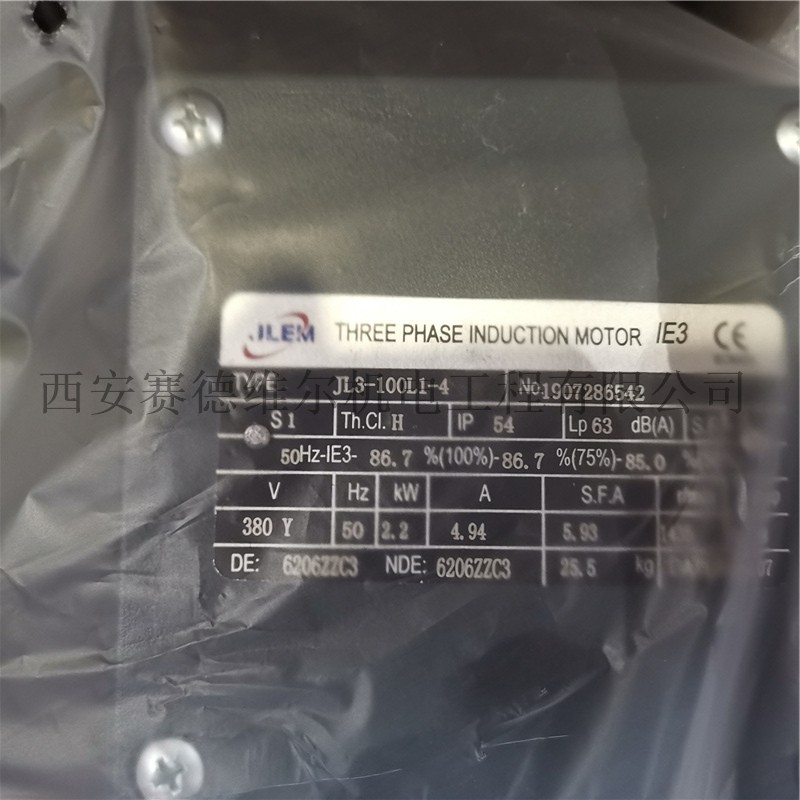 JLEM THREE PHASE INDUCTION MOTOR IE3 CE
TYPE JL3-100L1-4 No1907286542
西安赛德维尔机电工程有限公司
S1 Th.Cl. H IP 54 Lp 63 dB(A)
50Hz-IE3- 86.7 %(100%)-86.7 %(75%)-85.0
V Hz kW A S.F.A
380 Y 50 2.2 4.94 5.93
DE: 6206ZZC3 NDE: 6206ZZC3 25.5 kg